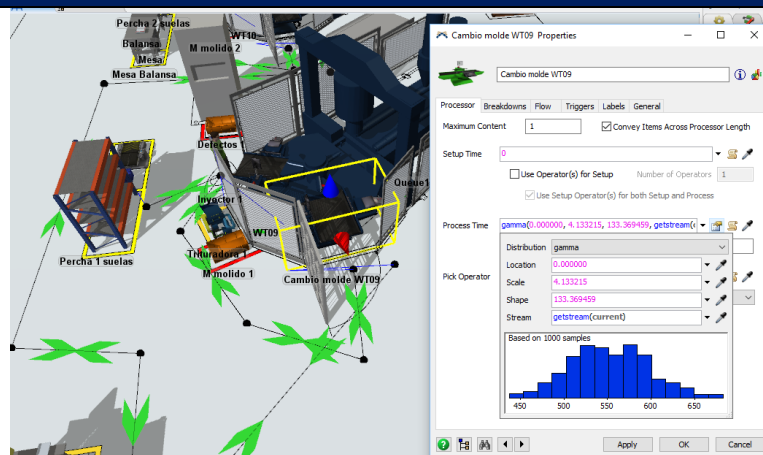 Percha 2 suelas
WT10
Balansa
M molido 2
Mesa
Mesa Balansa
Defectos 1
Inyector 1
Queue1
WT09
Trituradora 1
Percha 1 suelas
M molido 1
Cambio molde WT09
Cambio molde WT09 Properties
Cambio molde WT09
Processor Breakdowns Flow Triggers Labels General
Maximum Content 1 Convey Items Across Processor Length
Setup Time 0
Use Operator(s) for Setup Number of Operators 1
Use Setup Operator(s) for both Setup and Process
Process Time gamma(0.000000, 4.133215, 133.369459, getstream(
Distribution gamma
Location 0.000000
Pick Operator
Scale 4.133215
Shape 133.369459
Stream getstream(current)
Based on 1000 samples
450 500 550 600 650
Apply OK Cancel